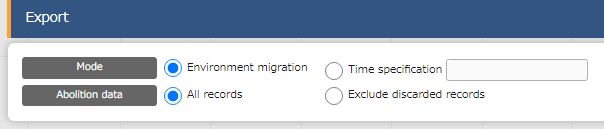 Export
Mode Environment migration Time specification
Abolition data All records Exclude discarded records